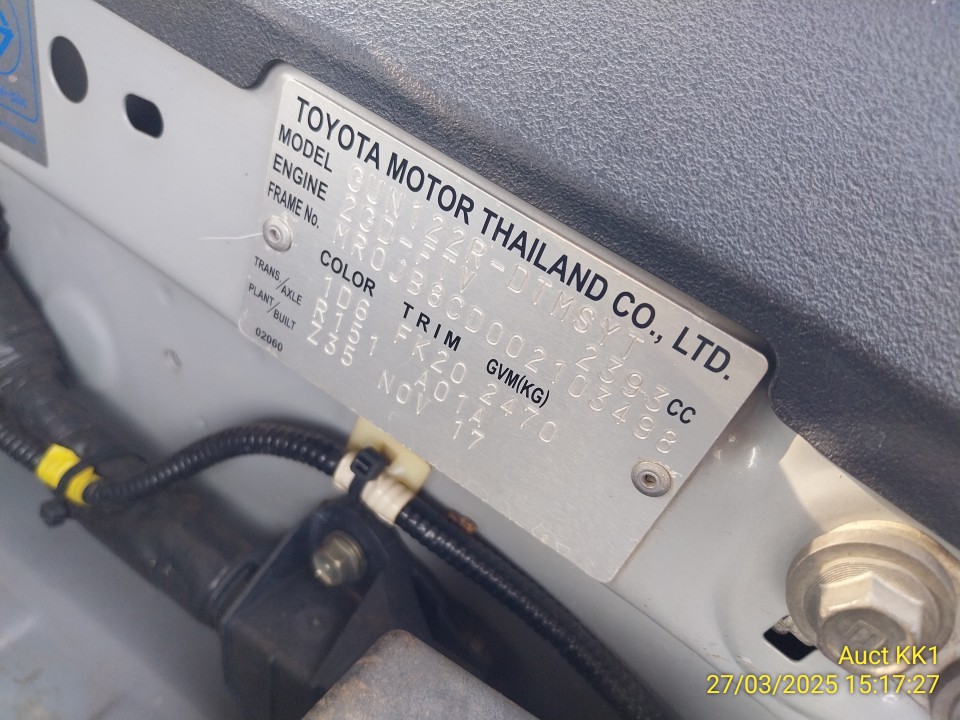 TOYOTA MOTOR THAILAND CO., LTD.
MODEL GUN122R-DTMSYT
ENGINE 2GD-FTV 2393 CC
FRAME No. MR0JB8CD002103498
COLOR TRIM GVM(KG)
1D6 FK20 2470
TRANS/AXLE R151 A01A
PLANT/BUILT Z35 NOV 17
02060
Auct KK1
27/03/2025 15:17:27